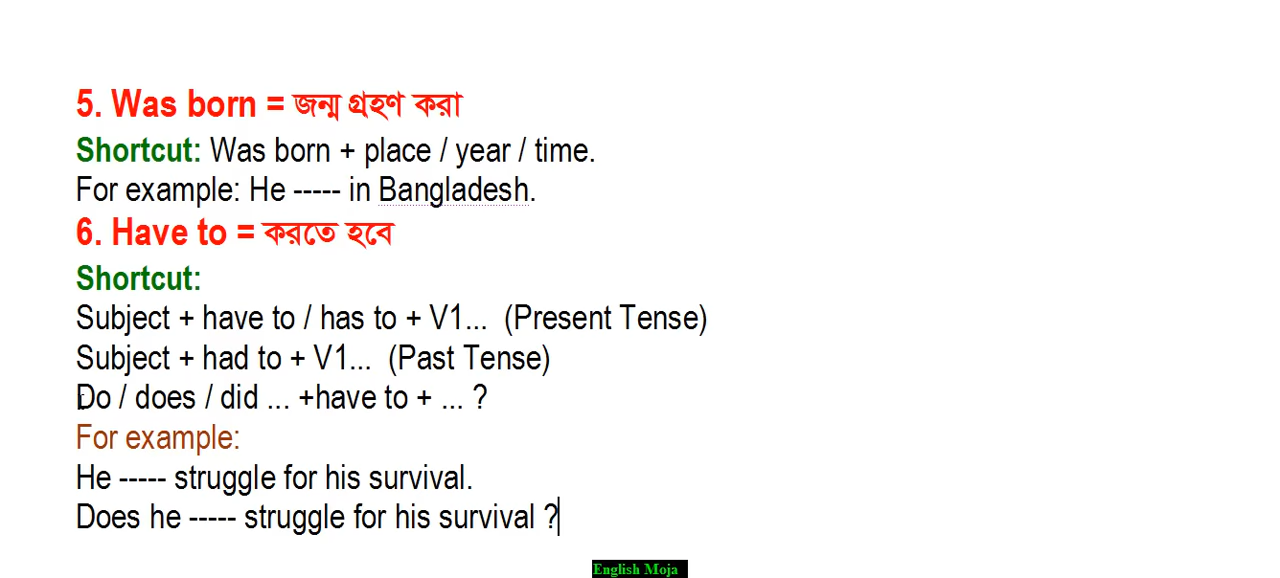 5. Was born = জন্ম গ্রহণ করা
Shortcut: Was born + place / year / time.
For example: He ----- in Bangladesh.
6. Have to = করতে হবে
Shortcut:
Subject + have to / has to + V1... (Present Tense)
Subject + had to + V1... (Past Tense)
Do / does / did ... +have to + ... ?
For example:
He ----- struggle for his survival.
Does he ----- struggle for his survival ?
English Moja